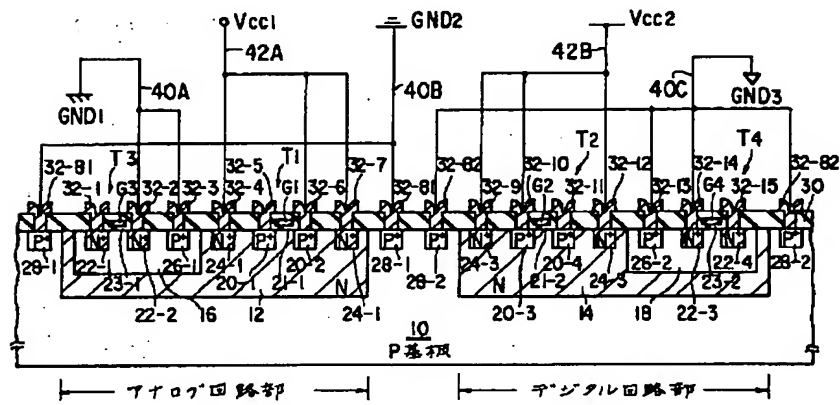 Vcc1
GND2
Vcc2
42A
42B
40A
40B
40C
GND1
GND3
32-81
T3
32-5
T1
32-7
32-82
32-10
T2
32-12
32-14
T4
32-82
32-1
G3
32-2
32-3
32-4
G1
32-6
32-81
32-9
G2
32-11
32-13
G4
32-15
30
P
N
N
P
N
P
P
N
P
P
N
P
P
N
P
N
N
P
28-1
22-1
26-1
24-1
20-1
20-2
28-1
28-2
24-3
20-4
26-2
22-4
28-2
23-1
21-1
N
N
21-2
24-3
23-2
22-2
16
12
24-1
20-3
14
18
22-3
10
P基板
アナログ回路部
デジタル回路部